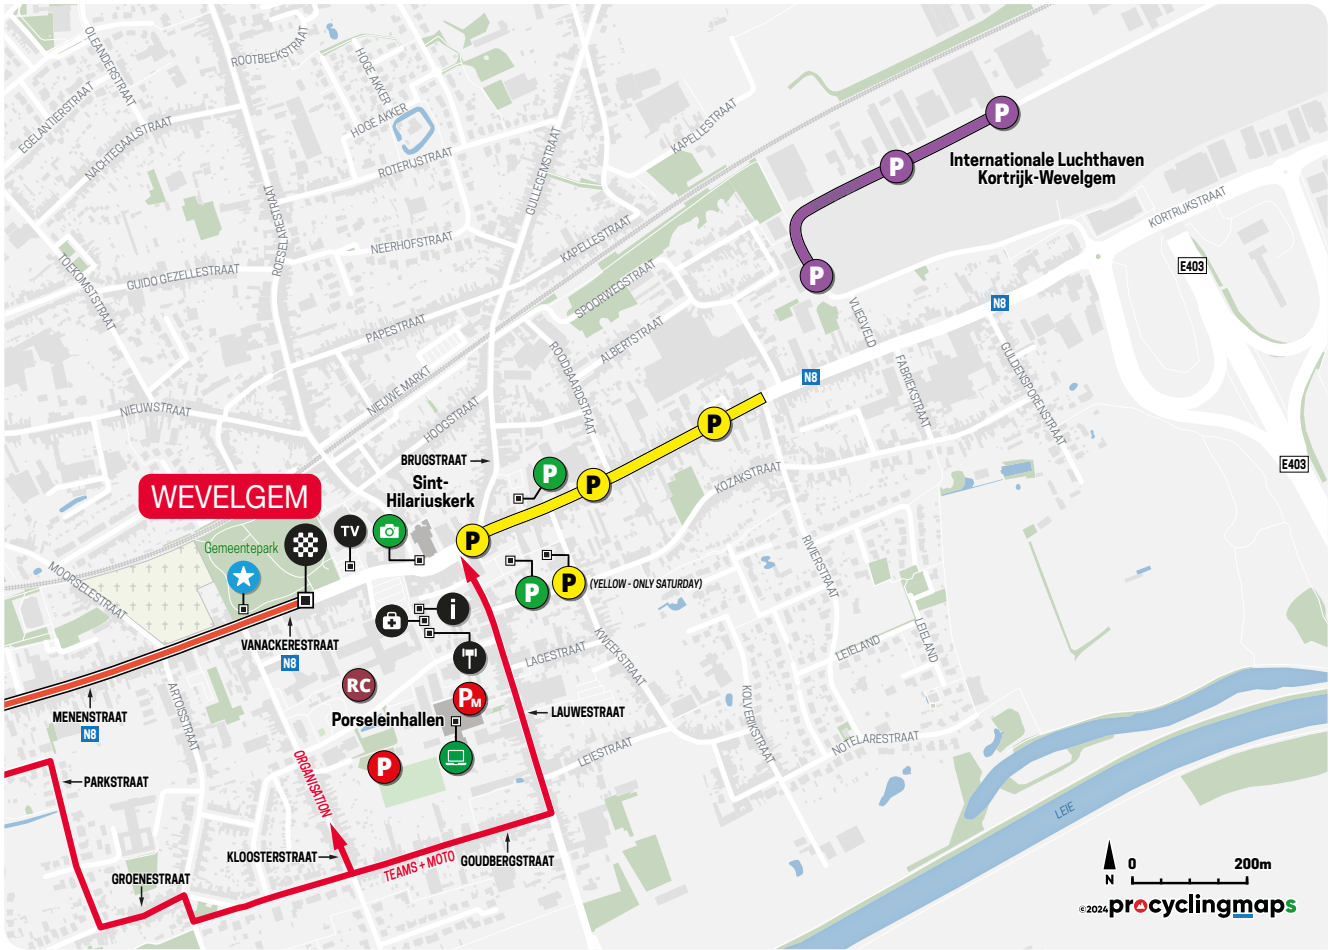 OLEANDERSTRAAT
ROOTBEEKSTRAAT
HOGE AKKER
EGELANTIERSTRAAT
NACHTEGAALSTRAAT
HOGE AKKER
ROTERIJSTRAAT
KAPELLESTRAAT
GULLEGEMSTRAAT
P
P
Internationale Luchthaven
Kortrijk-Wevelgem
KORTRIJKSTRAAT
ROESELARESTRAAT
NEERHOFSTRAAT
KAPELLESTRAAT
TOEKOMSTSTRAAT
GUIDO GEZELLESTRAAT
SPOORWEGSTRAAT
P
E403
N8
PAPESTRAAT
ALBERTSTRAAT
VLIEGVELD
GULDENSPORENSTRAAT
FABRIEKSTRAAT
ROODBAARDSTRAAT
NIEUWE MARKT
N8
NIEUWSTRAAT
HOOGSTRAAT
P
BRUGSTRAAT
E403
WEVELGEM
Sint-
Hilariuskerk
P
P
KOZAKSTRAAT
TV
P
Gemeentepark
MOORSELESTRAAT
P
P
(YELLOW - ONLY SATURDAY)
RIVIERSTRAAT
i
VANACKERESTRAAT
N8
KWEEKSTRAAT
LAGESTRAAT
LEIELAND
LEIELAND
RC
PM
MENENSTRAAT
N8
ARTOISSTRAAT
Porseleinhallen
LAUWESTRAAT
KOLVERIKSTRAAT
NOTELARESTRAAT
LEIESTRAAT
P
PARKSTRAAT
ORGANISATION
LEIE
KLOOSTERSTRAAT
TEAMS + MOTO
GOUDBERGSTRAAT
GROENESTRAAT
N
0
200m
©2024 procyclingmaps